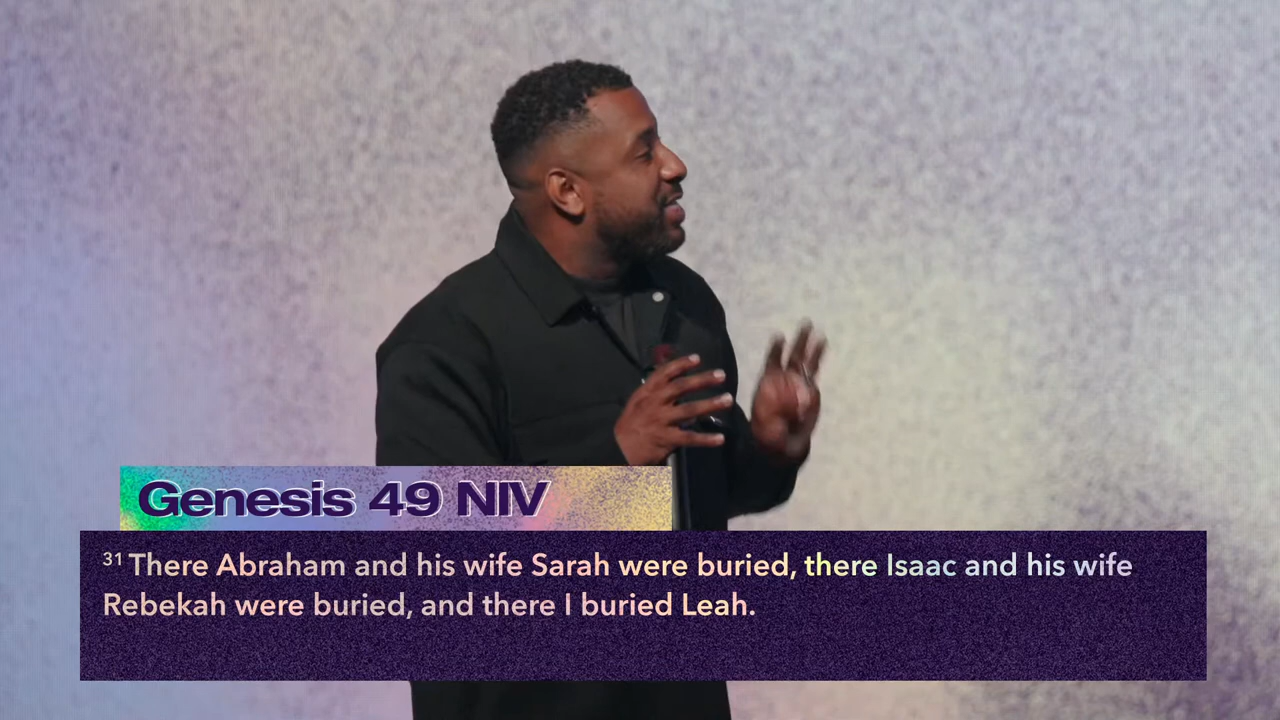 Genesis 49 NIV
31 There Abraham and his wife Sarah were buried, there Isaac and his wife
Rebekah were buried, and there I buried Leah.